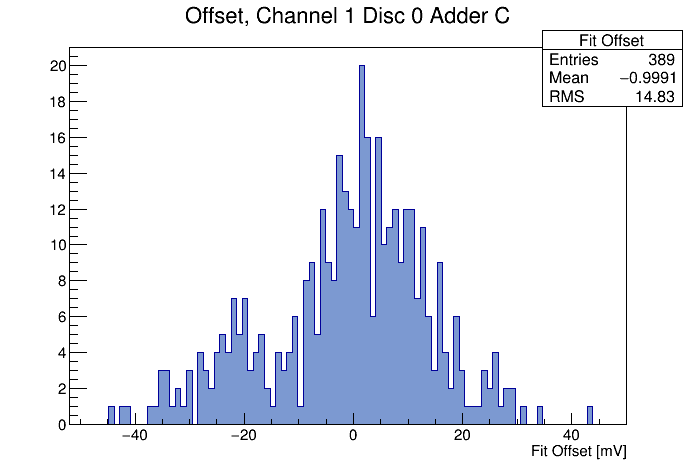 Offset, Channel 1 Disc 0 Adder C
Fit Offset
Entries 389
Mean −0.9991
RMS 14.83
20
18
16
14
12
10
8
6
4
2
0
−40 −20 0 20 40
Fit Offset [mV]